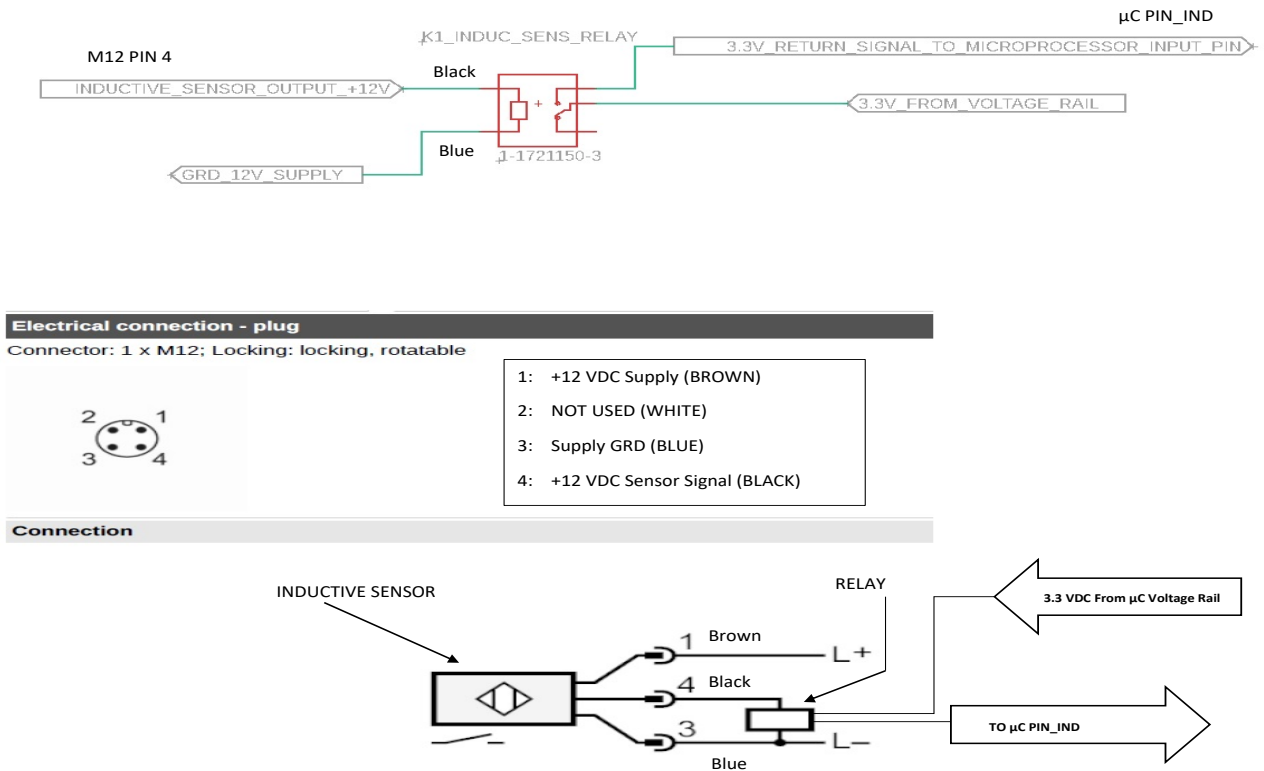 µC PIN_IND
K1_INDUC_SENS_RELAY
3.3V_RETURN_SIGNAL_TO_MICROPROCESSOR_INPUT_PIN
M12 PIN 4
Black
INDUCTIVE_SENSOR_OUTPUT_+12V
+
3.3V_FROM_VOLTAGE_RAIL
Blue
1-1721150-3
GRD_12V_SUPPLY
Electrical connection - plug
Connector: 1 x M12; Locking: locking, rotatable
2 1
3 4
1: +12 VDC Supply (BROWN)
2: NOT USED (WHITE)
3: Supply GRD (BLUE)
4: +12 VDC Sensor Signal (BLACK)
Connection
INDUCTIVE SENSOR
RELAY
3.3 VDC From µC Voltage Rail
1 Brown
L+
4 Black
TO µC PIN_IND
3
L–
Blue